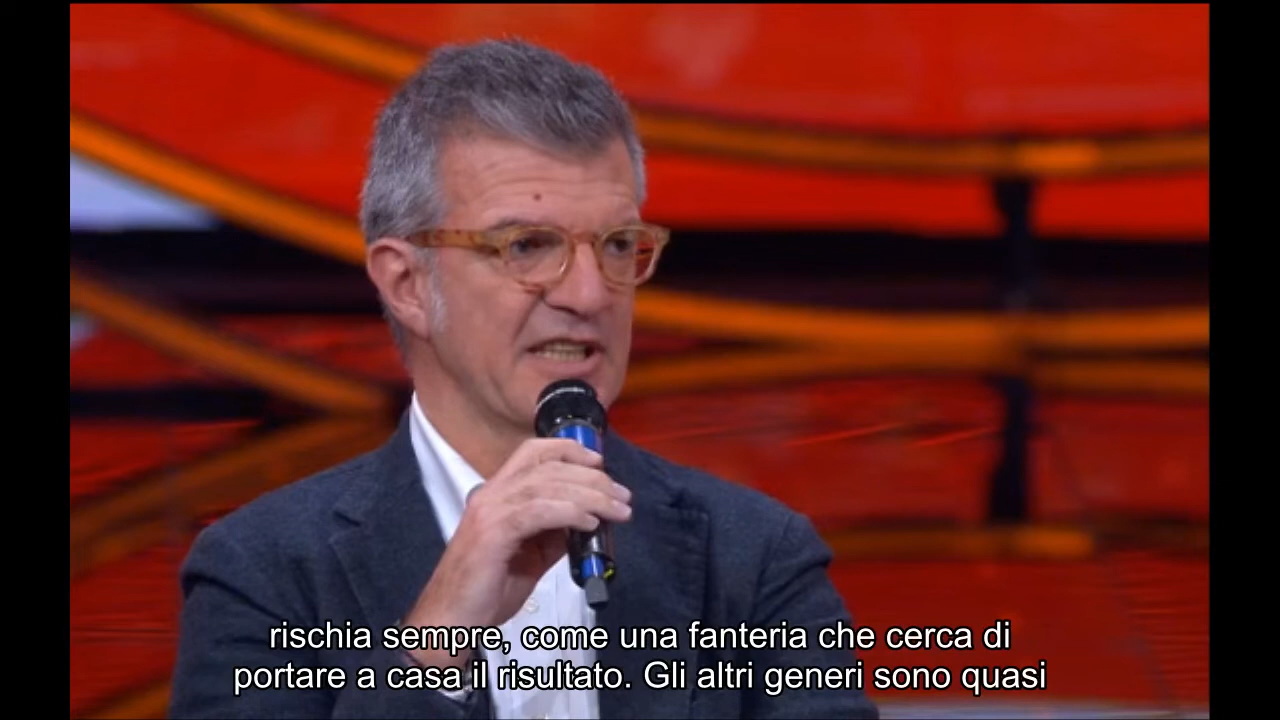 rischia sempre, come una fanteria che cerca di
portare a casa il risultato. Gli altri generi sono quasi